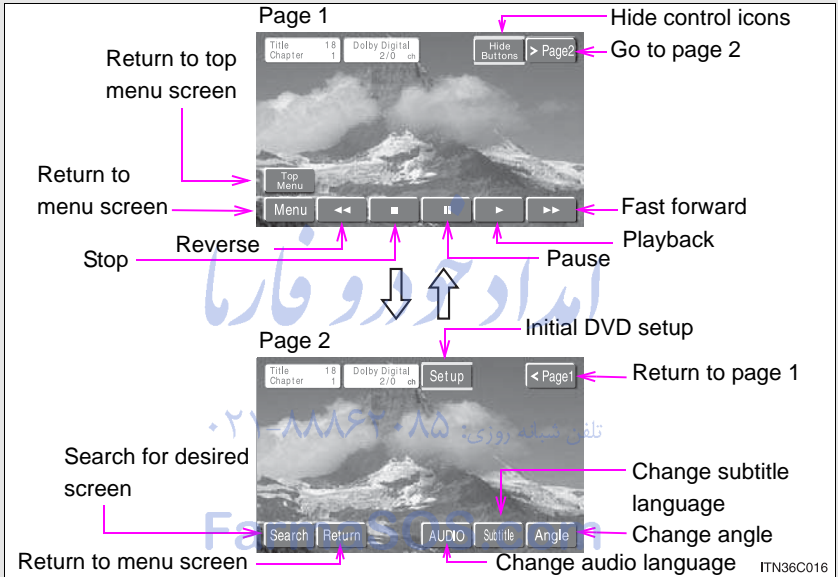 Page 1
Hide control icons
Title 18
Chapter 1
Dolby Digital
2/0 ch
Hide
Buttons
> Page2
Go to page 2
Return to top
menu screen
Top
Menu
Return to
menu screen
Menu
Fast forward
Playback
Pause
Reverse
Stop
امداد خودرو فارما
Page 2
Initial DVD setup
Title 18
Chapter 1
Dolby Digital
2/0 ch
Setup
< Page1
Return to page 1
تلفن شبانه روزی: ۰۲۱-۸۸۸۶۲۰۸۵
Search for desired
screen
Change subtitle
language
FarmaSOS.com
Search
Return
AUDIO
Subtitle
Angle
Change angle
Return to menu screen
Change audio language
ITN36C016